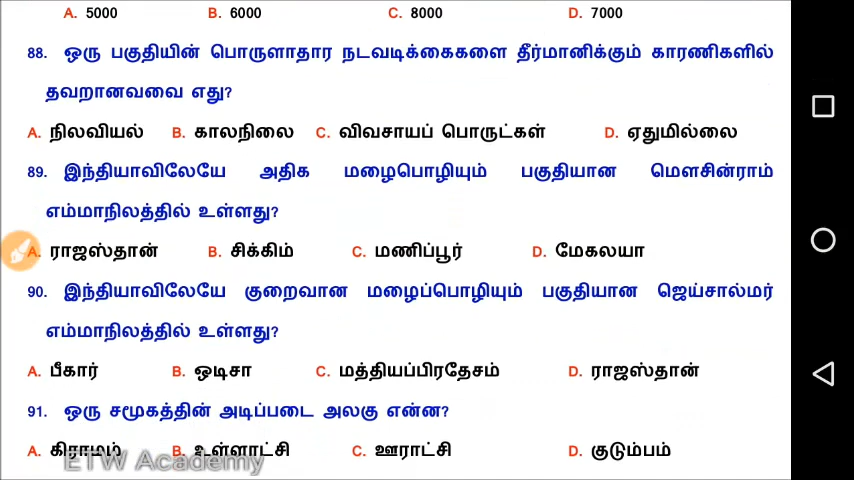 A. 5000 B. 6000 C. 8000 D. 7000
88. ஒரு பகுதியின் பொருளாதார நடவடிக்கைகளை தீர்மானிக்கும் காரணிகளில்
தவறானவவை எது?
A. நிலவியல் B. காலநிலை C. விவசாயப் பொருட்கள் D. ஏதுமில்லை
89. இந்தியாவிலேயே அதிக மழைபொழியும் பகுதியான மௌசின்ராம்
எம்மாநிலத்தில் உள்ளது?
A. ராஜஸ்தான் B. சிக்கிம் C. மணிப்பூர் D. மேகலயா
90. இந்தியாவிலேயே குறைவான மழைப்பொழியும் பகுதியான ஜெய்சால்மர்
எம்மாநிலத்தில் உள்ளது?
A. பீகார் B. ஒடிசா C. மத்தியப்பிரதேசம் D. ராஜஸ்தான்
91. ஒரு சமூகத்தின் அடிப்படை அலகு என்ன?
A. கிராமம் B. உள்ளாட்சி C. ஊராட்சி D. குடும்பம்
ETW Academy